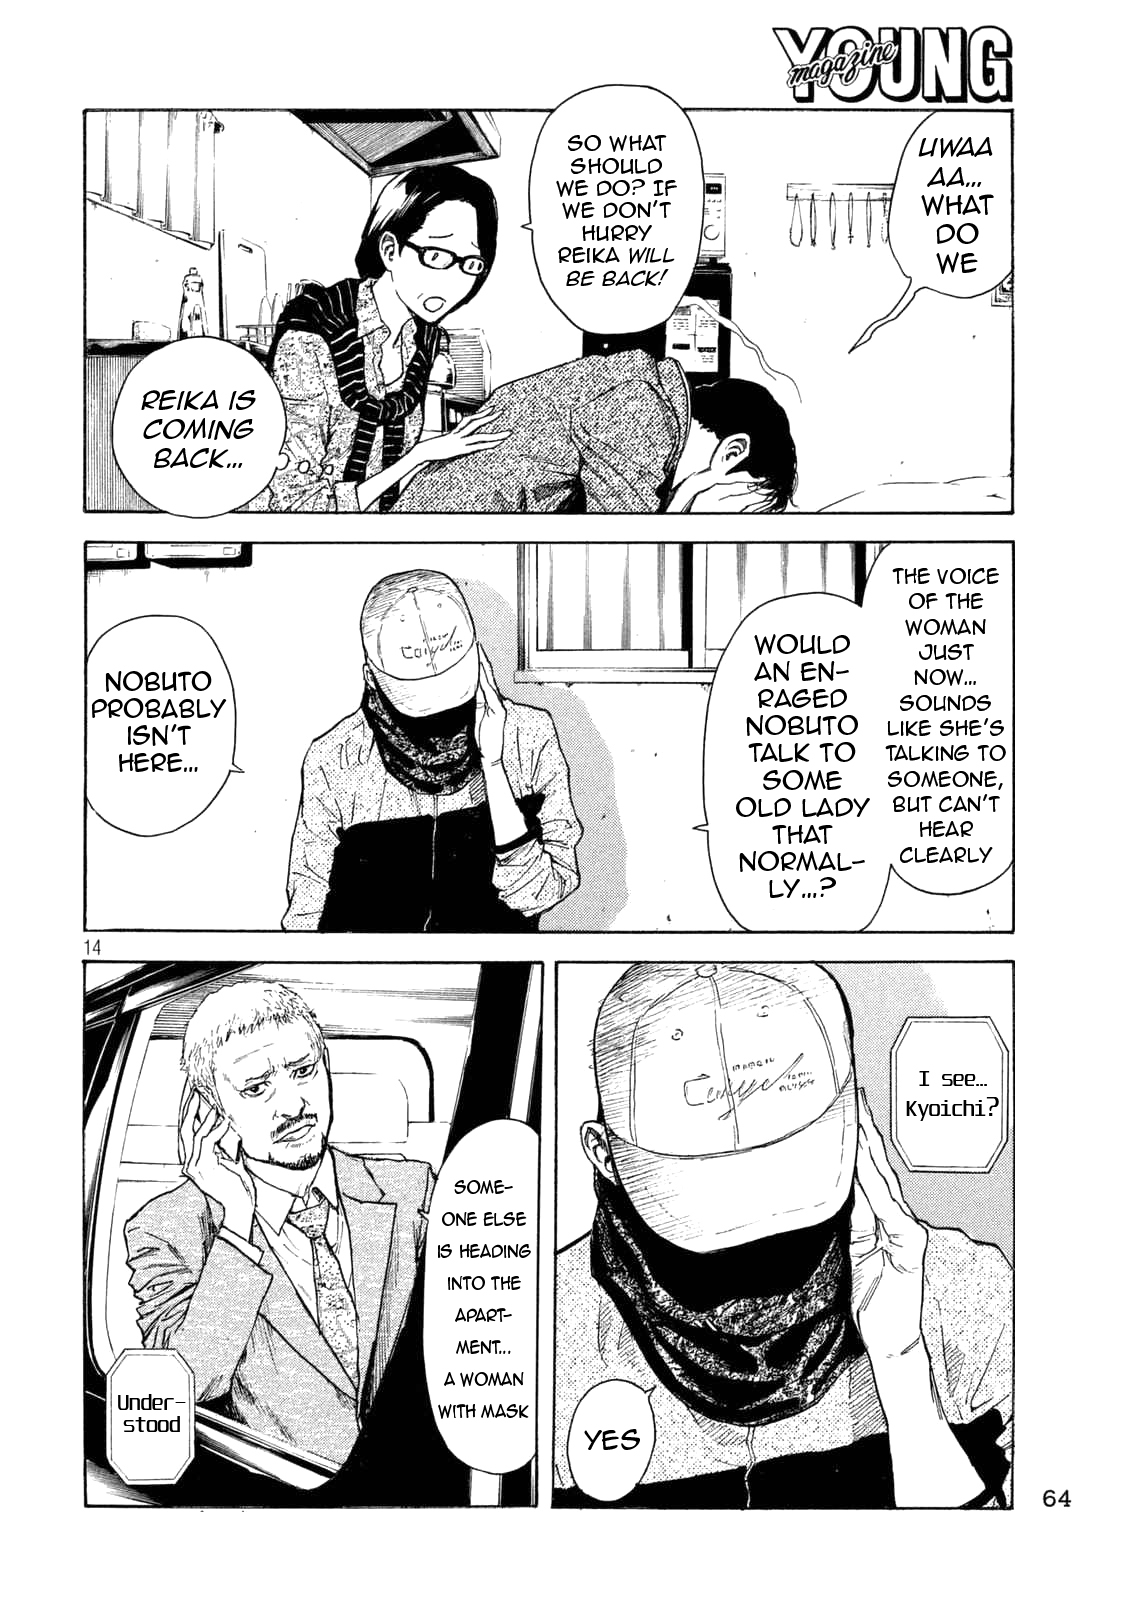 YOUNG
magazine
UWAA
AA...
WHAT
DO
WE
SO WHAT
SHOULD
WE DO? IF
WE DON'T
HURRY
REIKA WILL
BE BACK!
REIKA IS
COMING
BACK...
THE VOICE
OF THE
WOMAN
JUST
NOW...
SOUNDS
LIKE SHE'S
TALKING TO
SOMEONE,
BUT CAN'T
HEAR
CLEARLY
WOULD
AN EN-
RAGED
NOBUTO
TALK TO
SOME
OLD LADY
THAT
NORMAL-
LY...?
NOBUTO
PROBABLY
ISN'T
HERE...
14
I see...
Kyoichi?
YES
SOME-
ONE ELSE
IS HEADING
INTO THE
APART-
MENT...
A WOMAN
WITH MASK
Under-
stood
64